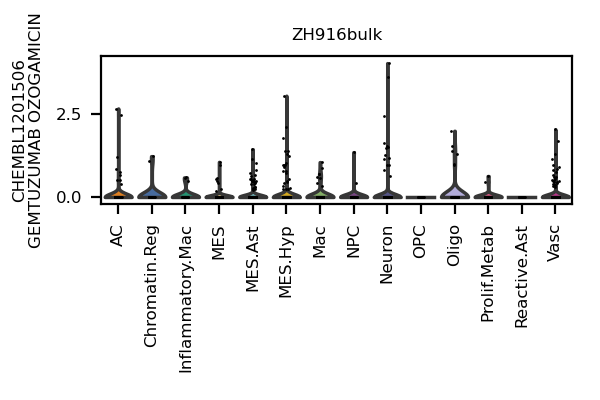 ZH916bulk
CHEMBL1201506
GEMTUZUMAB OZOGAMICIN
2.5
0.0
AC
Chromatin.Reg
Inflammatory.Mac
MES
MES.Ast
MES.Hyp
Mac
NPC
Neuron
OPC
Oligo
Prolif.Metab
Reactive.Ast
Vasc